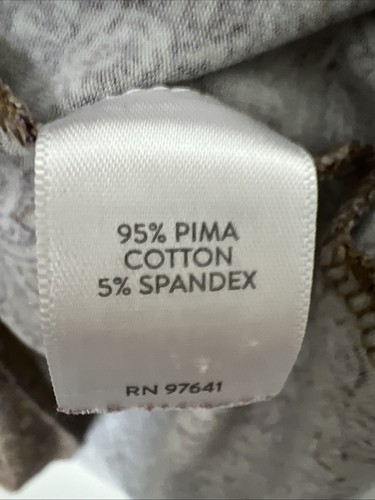 95% PIMA
COTTON
5% SPANDEX
RN 97641